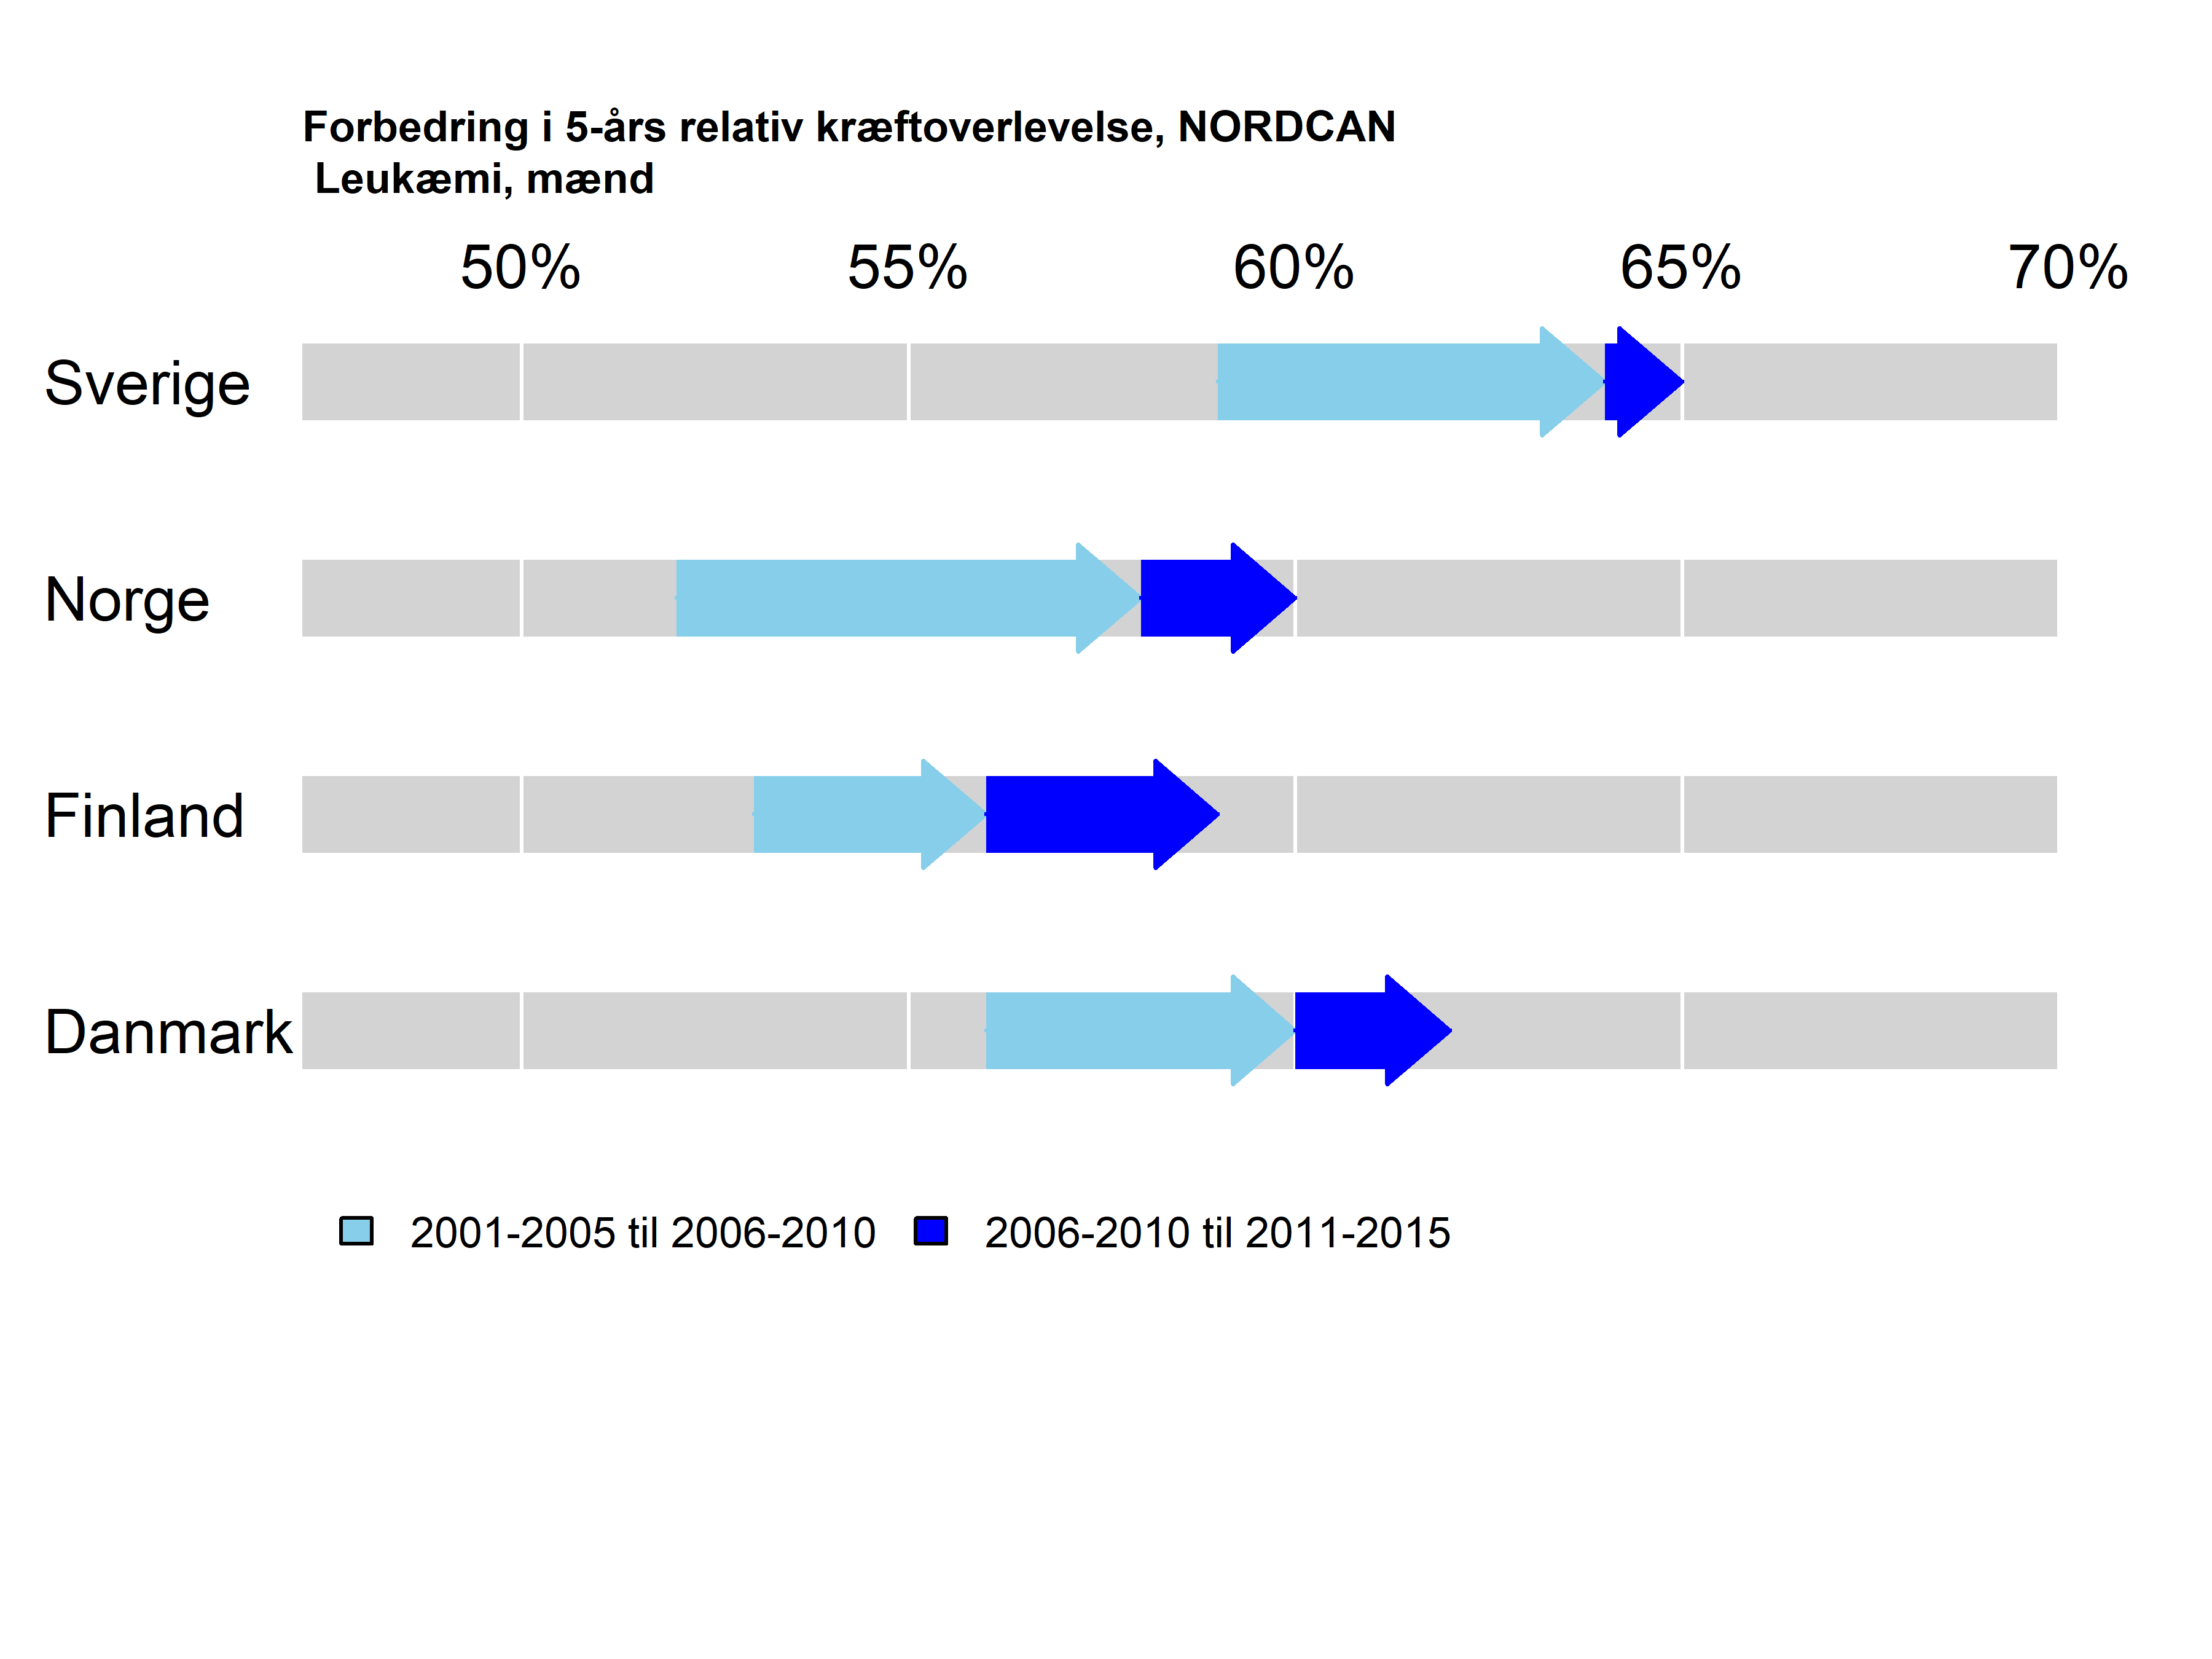 Forbedring i 5-års relativ kræftoverlevelse, NORDCAN
Leukæmi, mænd
50% 55% 60% 65% 70%
Sverige
Norge
Finland
Danmark
2001-2005 til 2006-2010 2006-2010 til 2011-2015